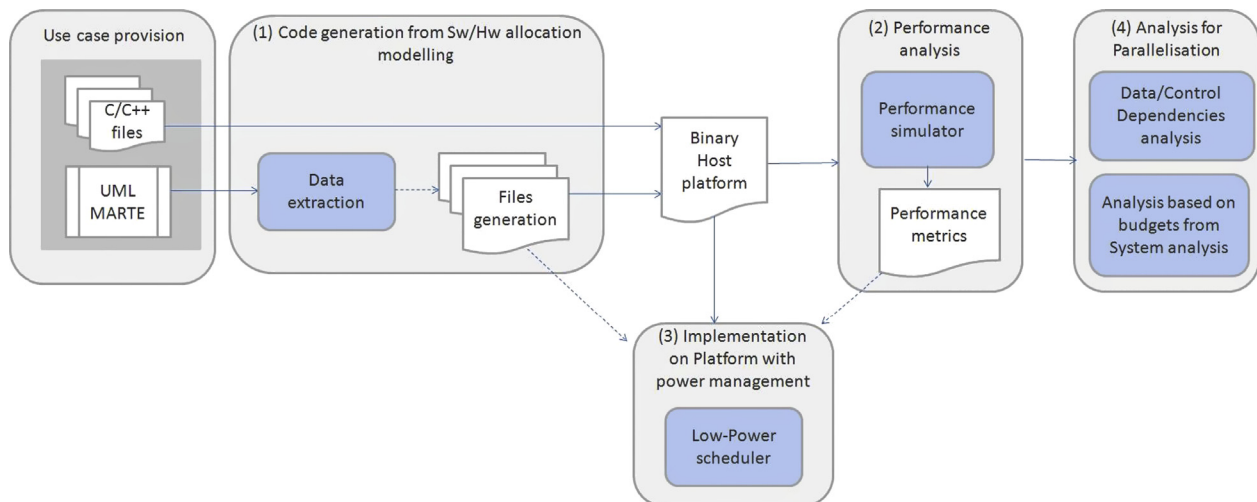 Use case provision
C/C++
files
UML
MARTE
(1) Code generation from Sw/Hw allocation
modelling
Data
extraction
Files
generation
Binary
Host
platform
(2) Performance
analysis
Performance
simulator
Performance
metrics
(3) Implementation
on Platform with
power management
Low-Power
scheduler
(4) Analysis for
Parallelisation
Data/Control
Dependencies
analysis
Analysis based on
budgets from
System analysis